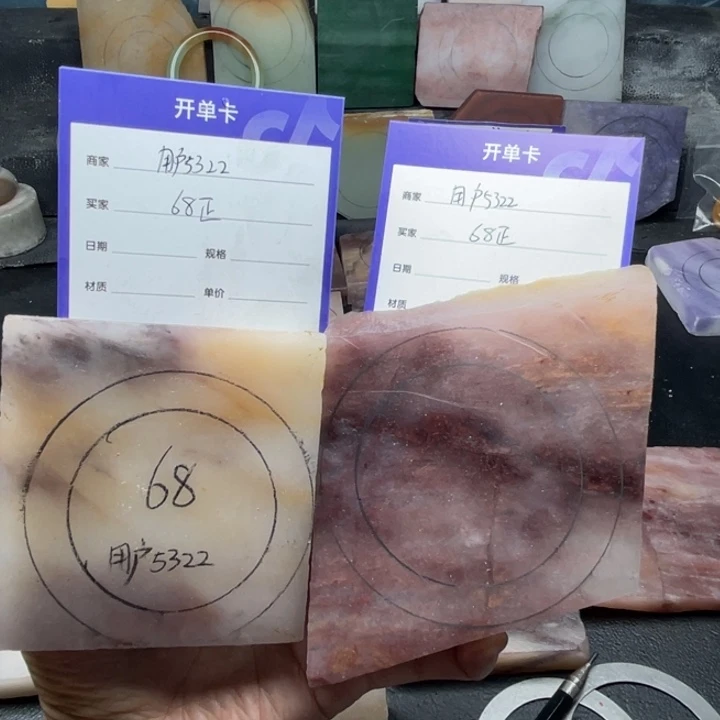 开单卡
商家 用户5322
买家 68正
日期 规格
材质 单价
开单卡
商家 用户5322
买家 68正
日期 规格
材质
68
用户5322